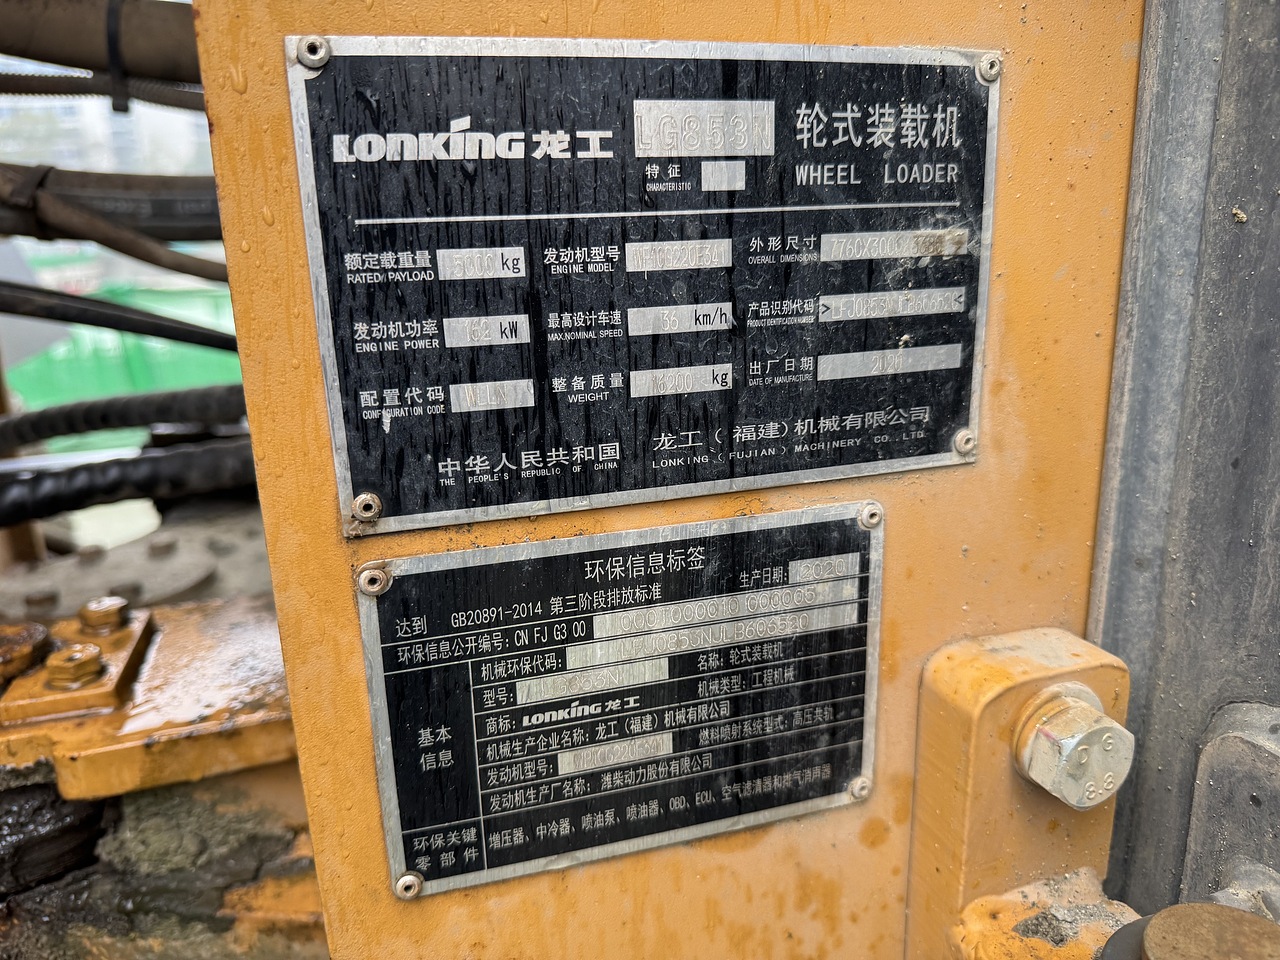 LONKING 龙工 LG853N 轮式装载机
特征
CHARACTERISTIC
WHEEL LOADER
额定载重量 5000 kg 发动机型号 外形尺寸
RATED PAYLOAD ENGINE MODEL OVERALL DIMENSIONS
发动机功率 162 kW 最高设计车速 36 km/h 产品识别代码
ENGINE POWER MAX.NOMINAL SPEED PRODUCT IDENTIFICATION NUMBER
配置代码 整备质量 16200 kg 出厂日期
CONFIGURATION CODE WEIGHT DATE OF MANUFACTURE
中华人民共和国 龙工(福建)机械有限公司
THE PEOPLE'S REPUBLIC OF CHINA LONKING (FUJIAN) MACHINERY CO., LTD
环保信息标签
生产日期: 2020
达到 GB20891-2014 第三阶段排放标准
环保信息公开编号: CN FJ G3 00
机械环保代码:
型号: LG853N 名称: 轮式装载机
商标: LONKING 龙工 机械类型: 工程机械
基本信息
机械生产企业名称: 龙工(福建)机械有限公司
发动机型号: 燃料喷射系统型式: 高压共轨
发动机生产厂名称: 潍柴动力股份有限公司
环保关键零部件
增压器、中冷器、喷油泵、喷油器、OBD、ECU、空气滤清器和排气消声器
D G
8.8